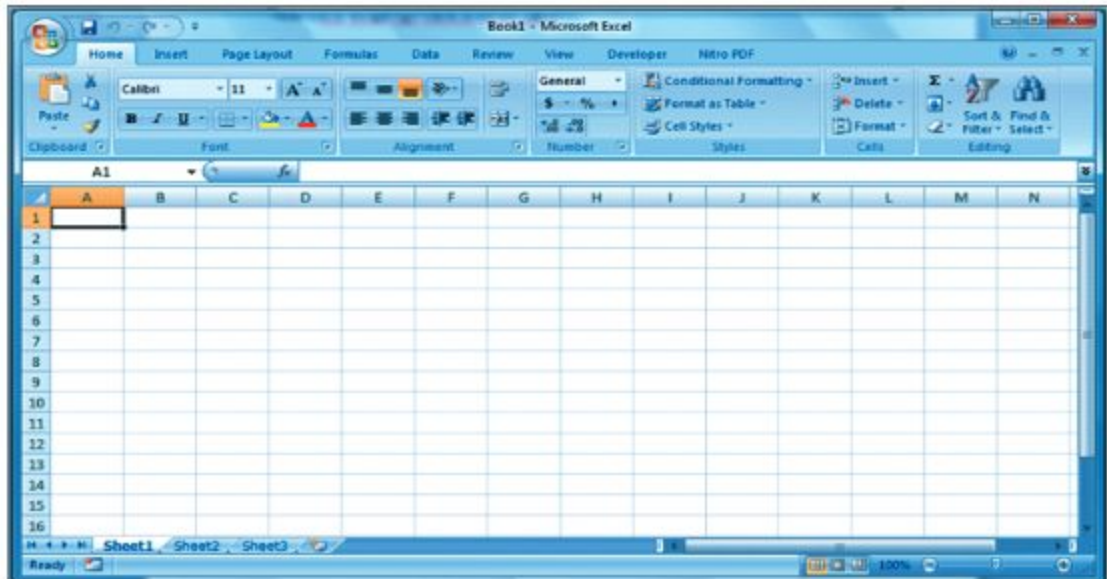 Book1 - Microsoft Excel
Home Insert Page Layout Formulas Data Review View Developer Nitro PDF
Paste
Clipboard
Calibri 11 A A
B I U A
Font
Alignment
General
$ % ,
Number
Conditional Formatting
Format as Table
Cell Styles
Styles
Insert
Delete
Format
Cells
Σ
Sort & Filter
Find & Select
Editing
A1 fx
A B C D E F G H I J K L M N
1
2
3
4
5
6
7
8
9
10
11
12
13
14
15
16
Sheet1 Sheet2 Sheet3
Ready 100%